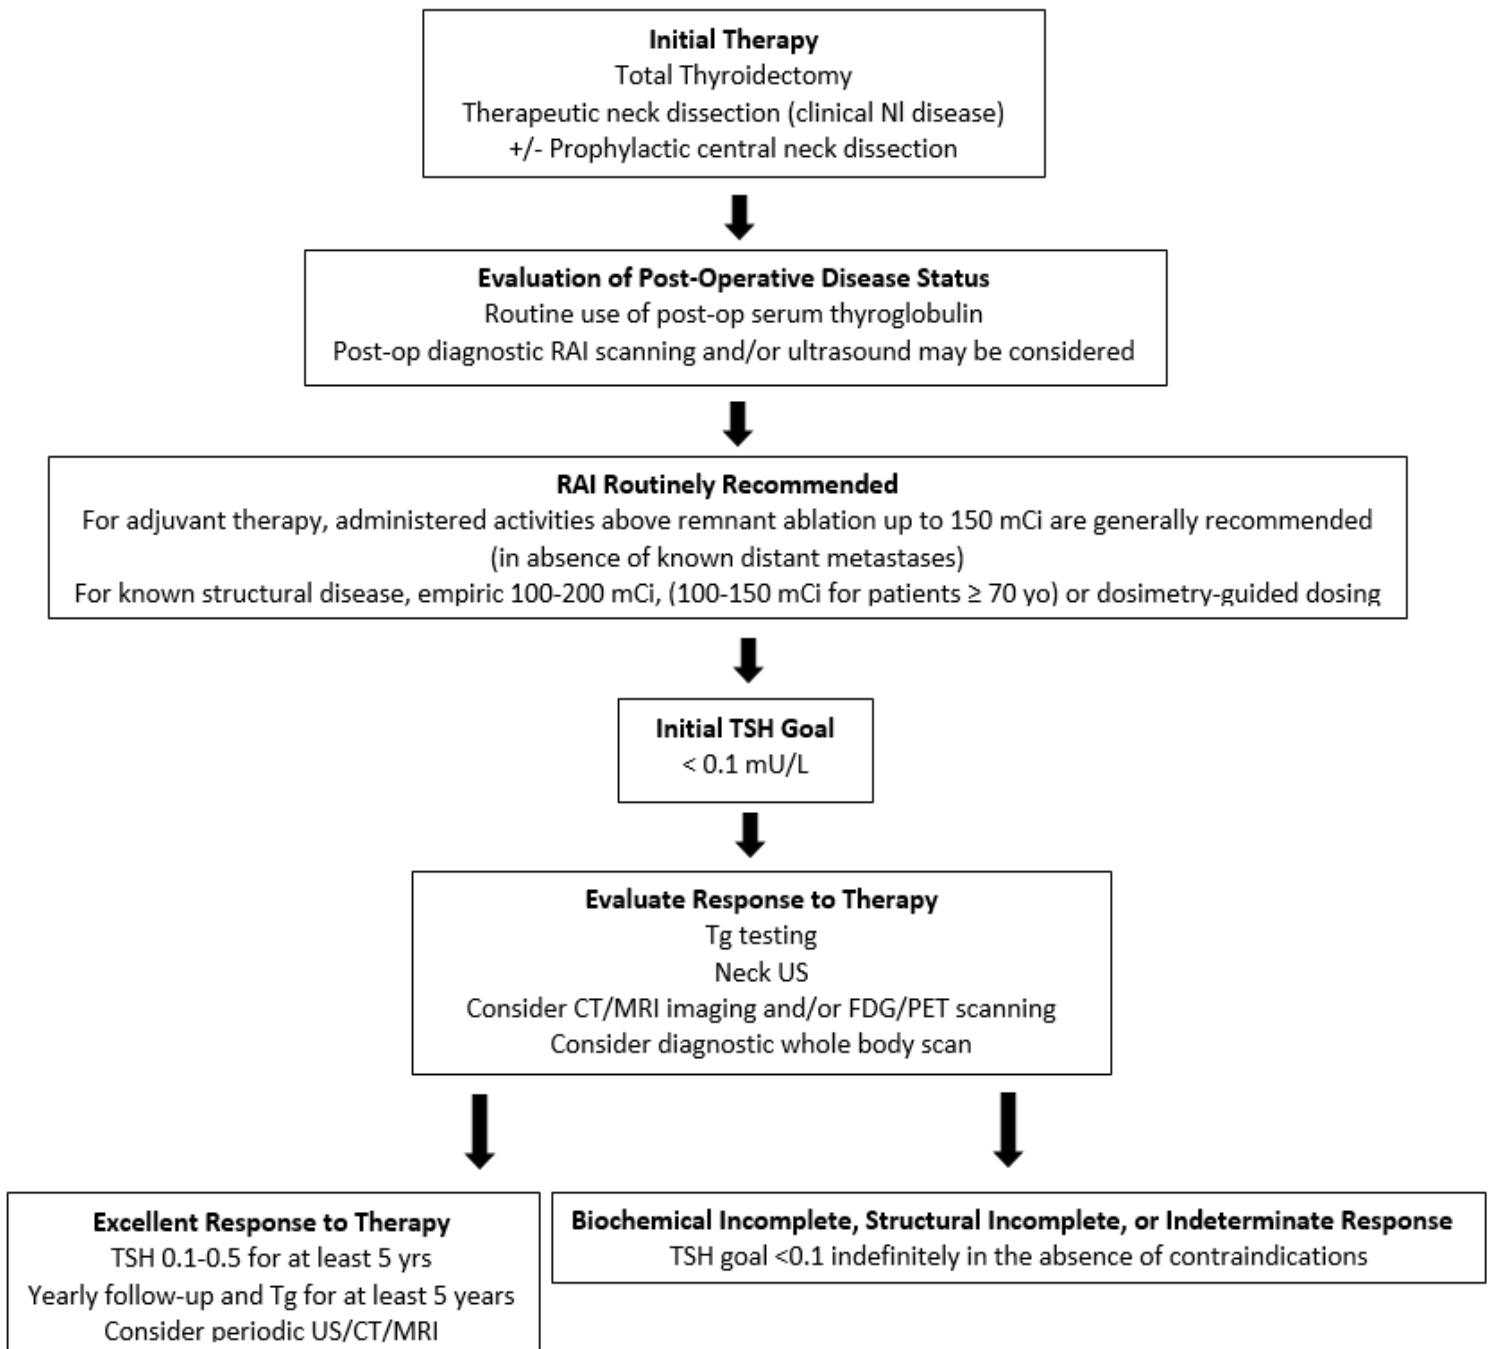 Initial Therapy
Total Thyroidectomy
Therapeutic neck dissection (clinical Nl disease)
+/- Prophylactic central neck dissection
Evaluation of Post-Operative Disease Status
Routine use of post-op serum thyroglobulin
Post-op diagnostic RAI scanning and/or ultrasound may be considered
RAI Routinely Recommended
For adjuvant therapy, administered activities above remnant ablation up to 150 mCi are generally recommended
(in absence of known distant metastases)
For known structural disease, empiric 100-200 mCi, (100-150 mCi for patients ≥ 70 yo) or dosimetry-guided dosing
Initial TSH Goal
< 0.1 mU/L
Evaluate Response to Therapy
Tg testing
Neck US
Consider CT/MRI imaging and/or FDG/PET scanning
Consider diagnostic whole body scan
Excellent Response to Therapy
TSH 0.1-0.5 for at least 5 yrs
Yearly follow-up and Tg for at least 5 years
Consider periodic US/CT/MRI
Biochemical Incomplete, Structural Incomplete, or Indeterminate Response
TSH goal <0.1 indefinitely in the absence of contraindications